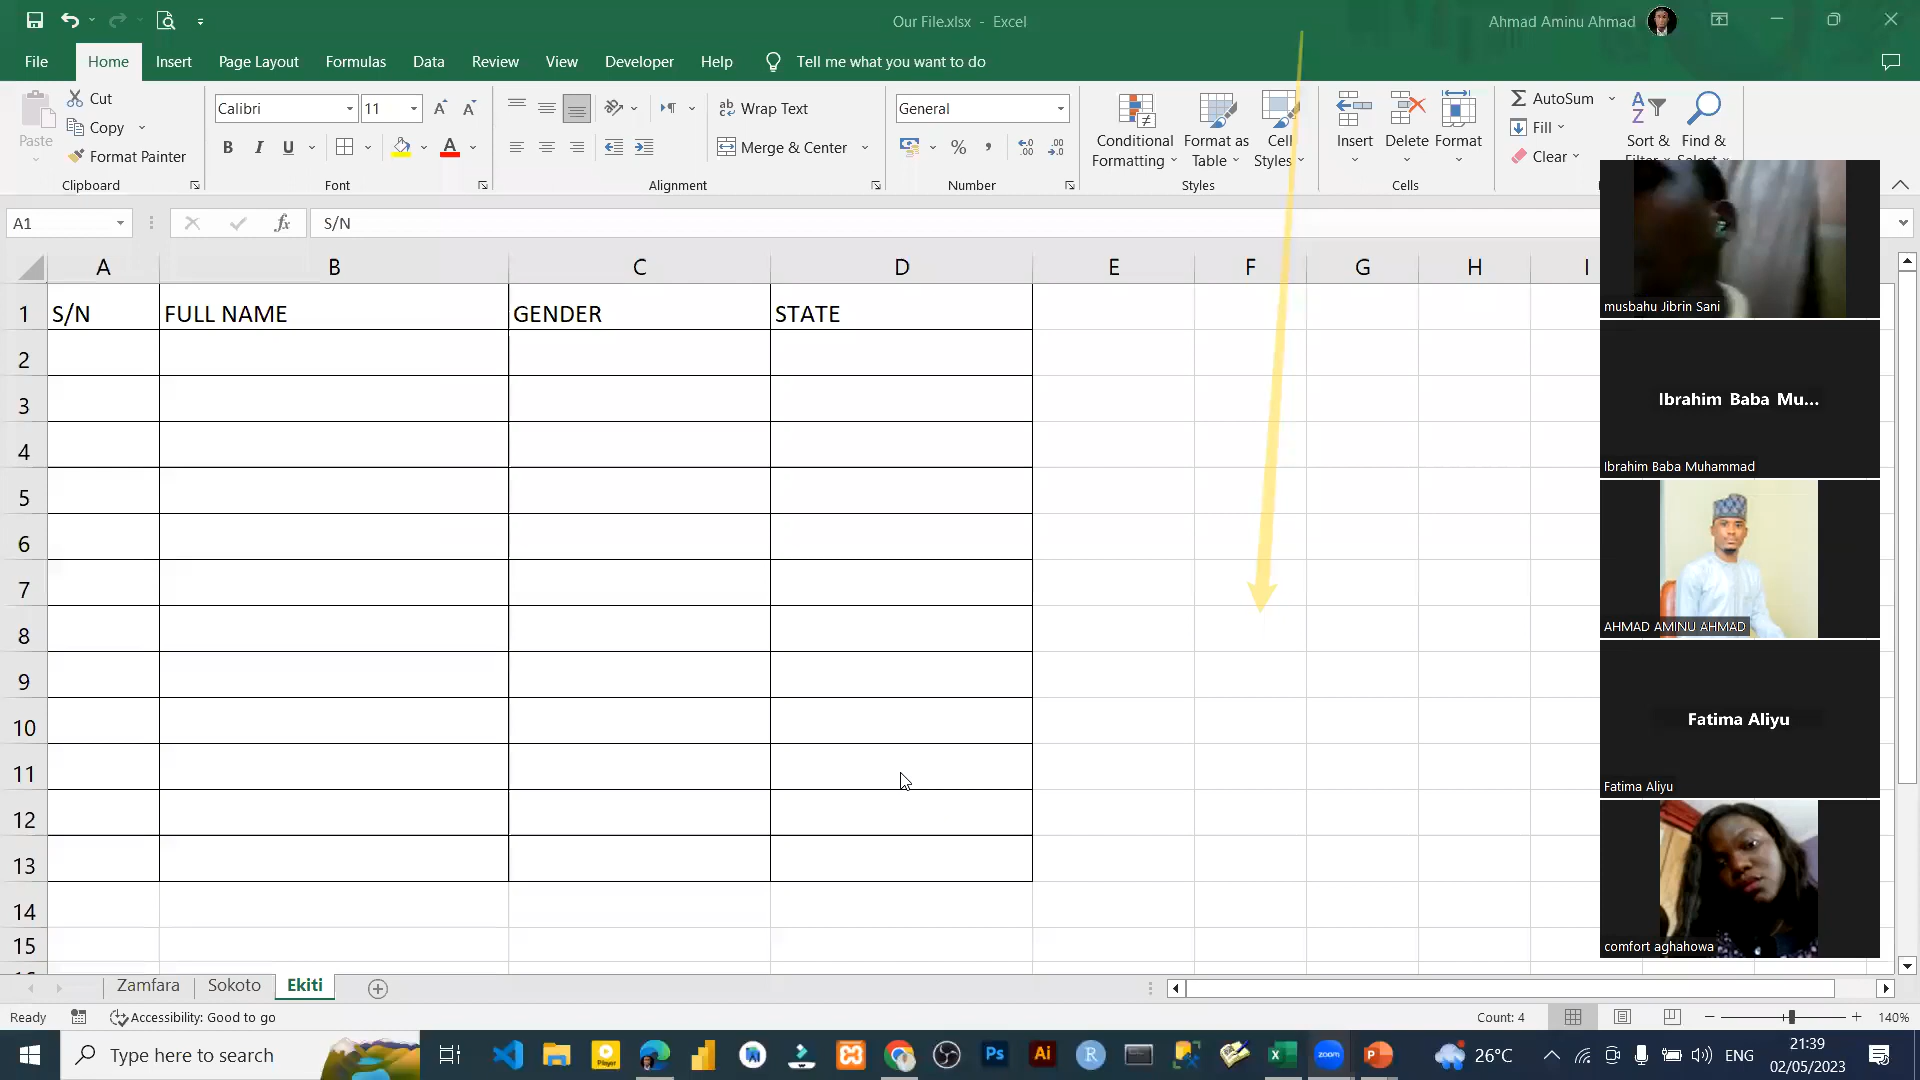 Our File.xlsx - Excel
Ahmad Aminu Ahmad
File
Home
Insert
Page Layout
Formulas
Data
Review
View
Developer
Help
Tell me what you want to do
Paste
Cut
Copy
Format Painter
Clipboard
Calibri
11
B I U
Font
Wrap Text
Merge & Center
Alignment
General
Number
Conditional Formatting
Format as Table
Cell Styles
Styles
Insert
Delete
Format
Cells
AutoSum
Fill
Clear
Sort &
Find &
A1
fx
S/N
A B C D E F G H I
1 S/N FULL NAME GENDER STATE
2
3
4
5
6
7
8
9
10
11
12
13
14
15
musbahu Jibrin Sani
Ibrahim Baba Mu...
Ibrahim Baba Muhammad
AHMAD AMINU AHMAD
Fatima Aliyu
Fatima Aliyu
comfort aghahowa
Zamfara
Sokoto
Ekiti
Ready
Accessibility: Good to go
Count: 4
140%
Type here to search
Player
Ps
Ai
R
zoom
26°C
ENG
21:39
02/05/2023